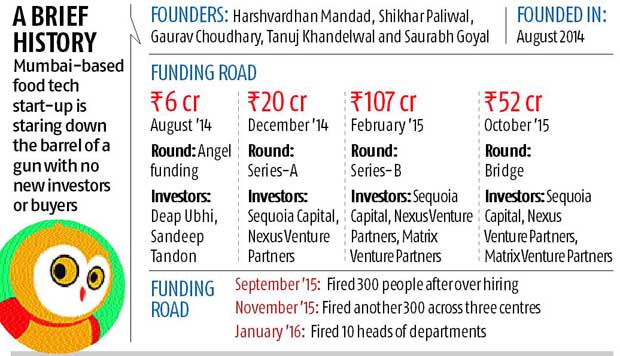 A BRIEF
HISTORY
Mumbai-based
food tech
start-up is
staring down
the barrel of a
gun with no
new investors
or buyers
FOUNDERS: Harshvardhan Mandad, Shikhar Paliwal,
Gaurav Choudhary, Tanuj Khandelwal and Saurabh Goyal
FOUNDED IN:
August 2014
FUNDING ROAD
₹6 cr
August '14
Round: Angel
funding
Investors:
Deap Ubhi,
Sandeep
Tandon
₹20 cr
December '14
Round:
Series-A
Investors:
Sequoia Capital,
Nexus Venture
Partners
₹107 cr
February '15
Round:
Series-B
Investors: Sequoia
Capital, Nexus Venture
Partners, Matrix
Venture Partners
₹52 cr
October '15
Round:
Bridge
Investors: Sequoia
Capital, Nexus
Venture Partners,
Matrix Venture Partners
FUNDING
ROAD
September '15: Fired 300 people after over hiring
November '15: Fired another 300 across three centres
January '16: Fired 10 heads of departments